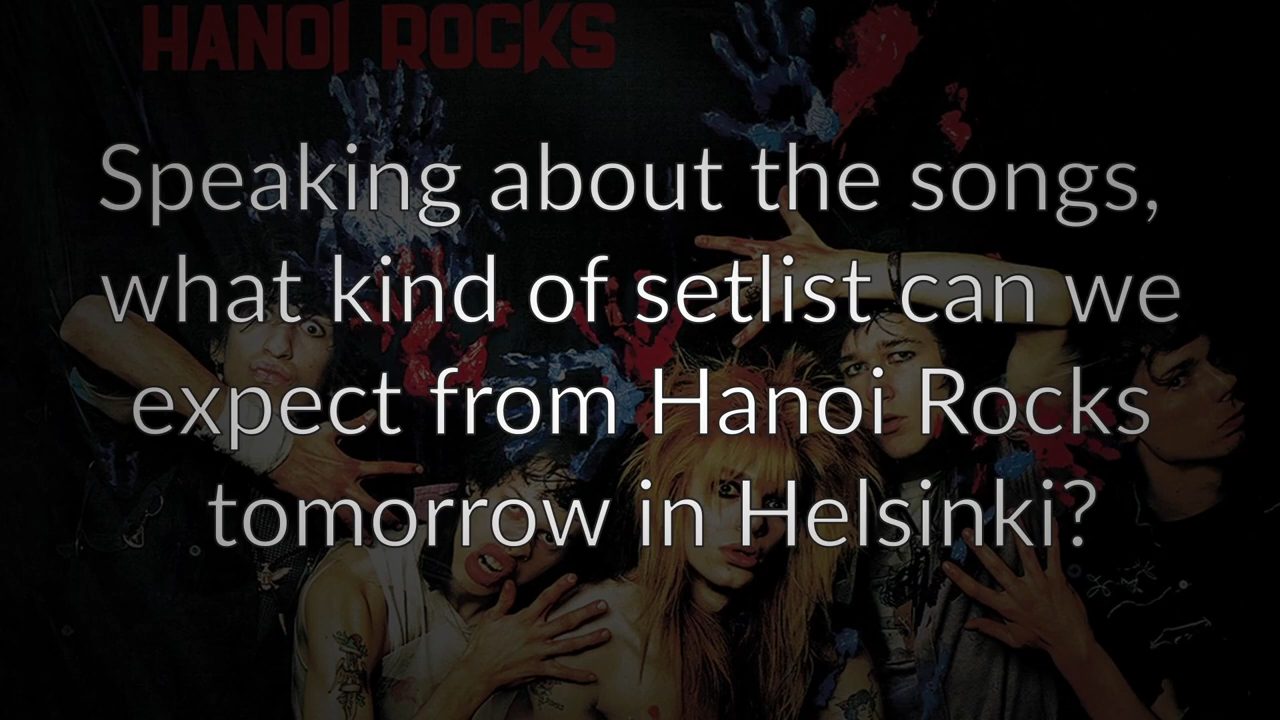 HANOI ROCKS
Speaking about the songs,
what kind of setlist can we
expect from Hanoi Rocks
tomorrow in Helsinki?